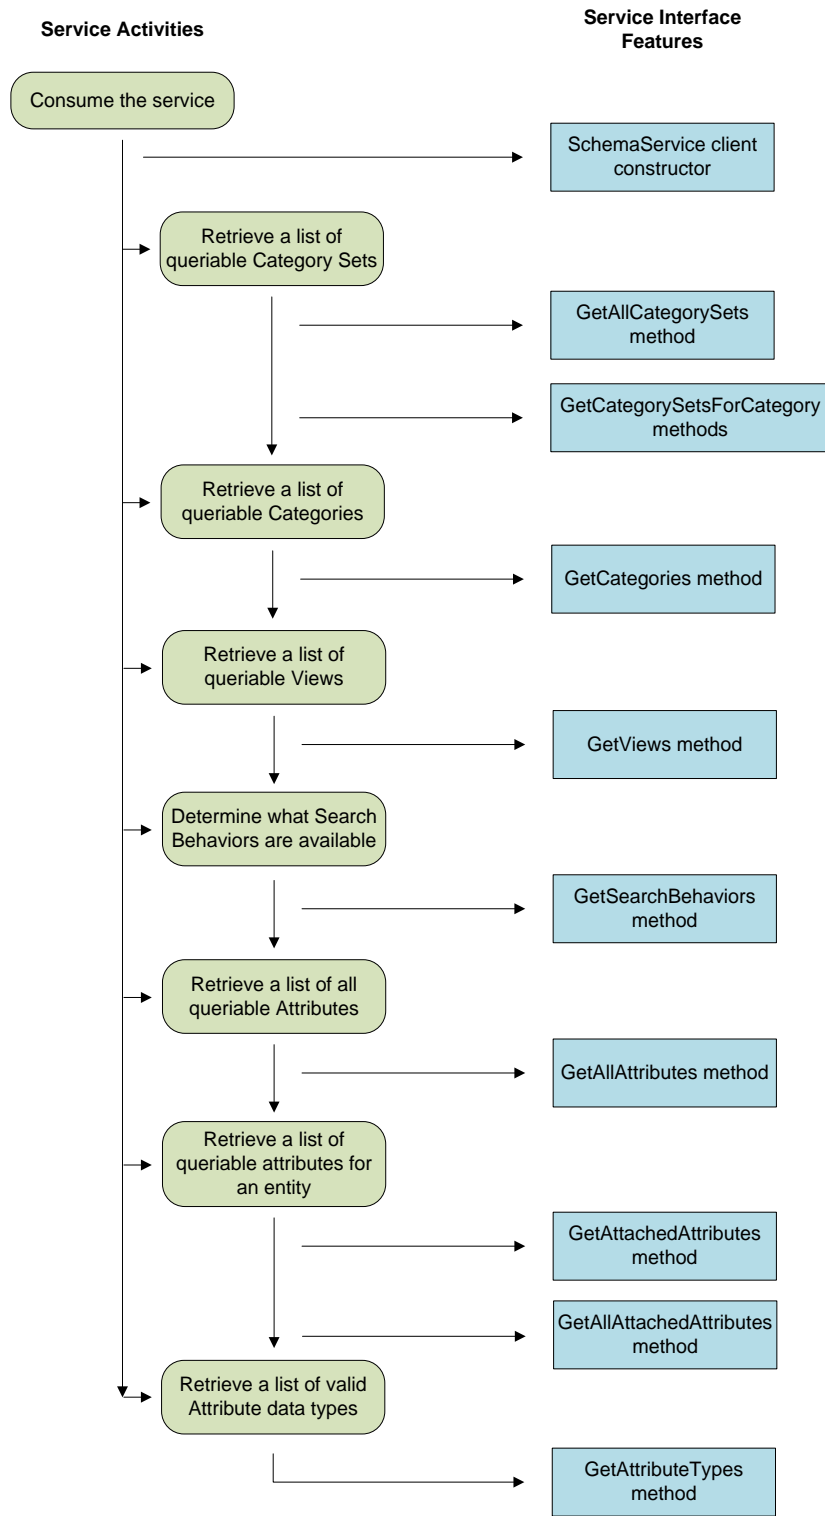 Service Activities
Service Interface
Features
Consume the service
SchemaService client
constructor
Retrieve a list of
queriable Category Sets
GetAllCategorySets
method
GetCategorySetsForCategory
methods
Retrieve a list of
queriable Categories
GetCategories method
Retrieve a list of
queriable Views
GetViews method
Determine what Search
Behaviors are available
GetSearchBehaviors
method
Retrieve a list of all
queriable Attributes
GetAllAttributes method
Retrieve a list of
queriable attributes for
an entity
GetAttachedAttributes
method
GetAllAttachedAttributes
method
Retrieve a list of valid
Attribute data types
GetAttributeTypes
method